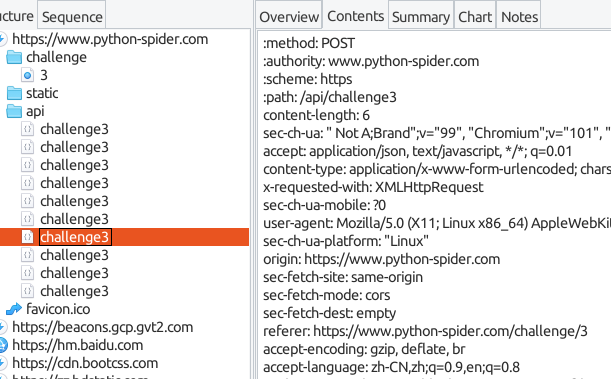 ucture Sequence
https://www.python-spider.com
challenge
3
static
api
challenge3
challenge3
challenge3
challenge3
challenge3
challenge3
challenge3
challenge3
challenge3
challenge3
favicon.ico
https://beacons.gcp.gvt2.com
https://hm.baidu.com
https://cdn.bootcss.com
Overview Contents Summary Chart Notes
:method: POST
:authority: www.python-spider.com
:scheme: https
:path: /api/challenge3
content-length: 6
sec-ch-ua: " Not A;Brand";v="99", "Chromium";v="101", "
accept: application/json, text/javascript, */*; q=0.01
content-type: application/x-www-form-urlencoded; chars
x-requested-with: XMLHttpRequest
sec-ch-ua-mobile: ?0
user-agent: Mozilla/5.0 (X11; Linux x86_64) AppleWebKit
sec-ch-ua-platform: "Linux"
origin: https://www.python-spider.com
sec-fetch-site: same-origin
sec-fetch-mode: cors
sec-fetch-dest: empty
referer: https://www.python-spider.com/challenge/3
accept-encoding: gzip, deflate, br
accept-language: zh-CN,zh;q=0.9,en;q=0.8